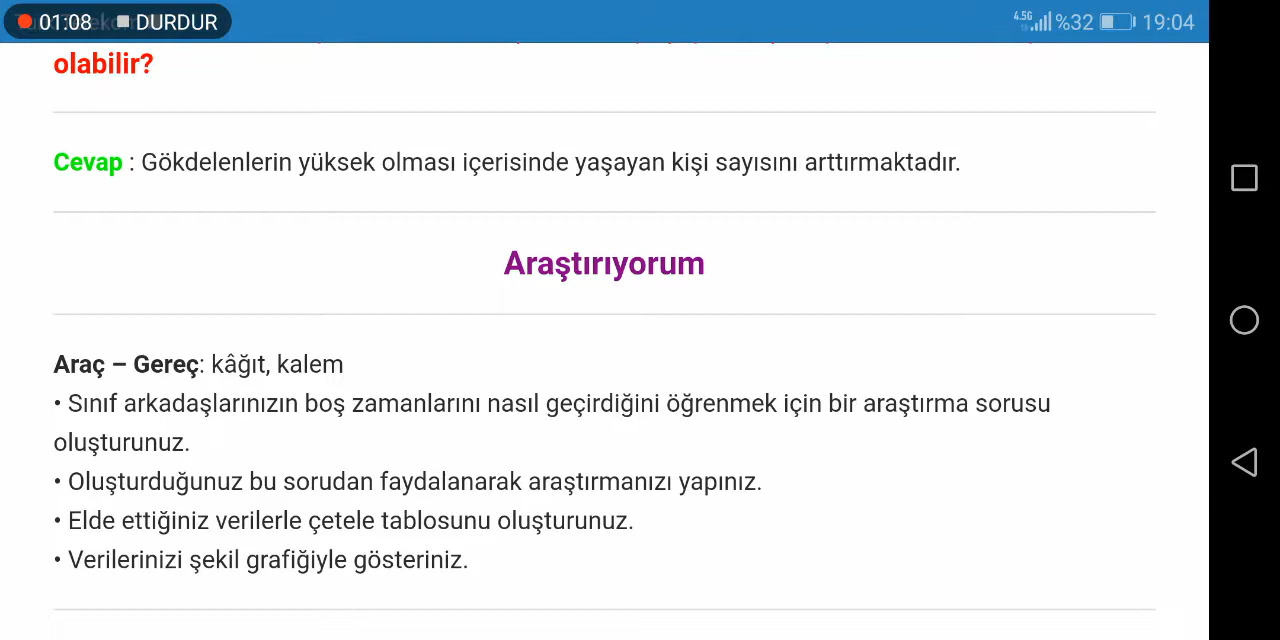 01:08 DURDUR
4.5G %32 19:04
olabilir?
Cevap : Gökdelenlerin yüksek olması içerisinde yaşayan kişi sayısını arttırmaktadır.
Araştırıyorum
Araç – Gereç: kâğıt, kalem
• Sınıf arkadaşlarınızın boş zamanlarını nasıl geçirdiğini öğrenmek için bir araştırma sorusu
oluşturunuz.
• Oluşturduğunuz bu sorudan faydalanarak araştırmanızı yapınız.
• Elde ettiğiniz verilerle çetele tablosunu oluşturunuz.
• Verilerinizi şekil grafiğiyle gösteriniz.